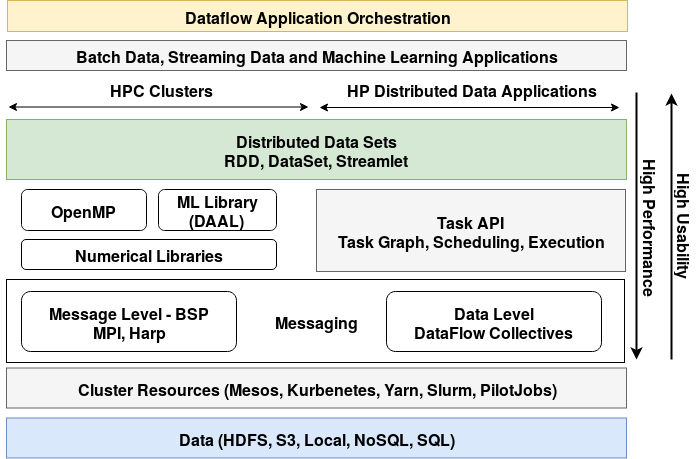 Dataflow Application Orchestration
Batch Data, Streaming Data and Machine Learning Applications
HPC Clusters
HP Distributed Data Applications
Distributed Data Sets
RDD, DataSet, Streamlet
OpenMP
ML Library
(DAAL)
Numerical Libraries
Task API
Task Graph, Scheduling, Execution
Message Level - BSP
MPI, Harp
Messaging
Data Level
DataFlow Collectives
Cluster Resources (Mesos, Kurbenetes, Yarn, Slurm, PilotJobs)
Data (HDFS, S3, Local, NoSQL, SQL)
High Performance
High Usability